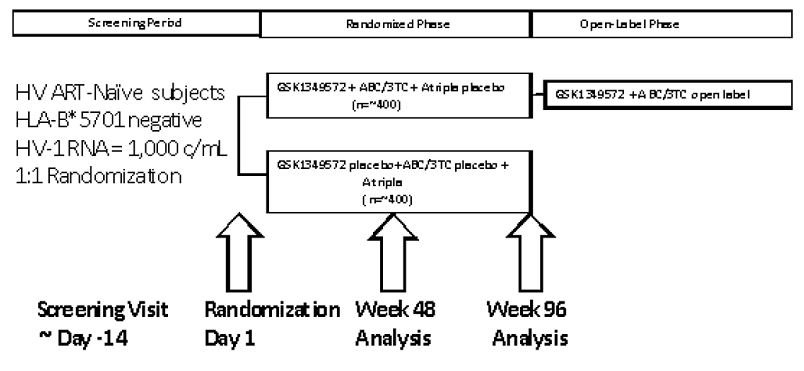 Screening Period
Randomized Phase
Open-Label Phase
HV ART-Naïve subjects
HLA-B* 5701 negative
HV-1 RNA = 1,000 c/mL
1:1 Randomization
GSK1349572 + ABC/3TC + Atripla placebo
(n=~400)
GSK1349572 + ABC/3TC open label
GSK1349572 placebo+ABC/3TC placebo +
Atripla
(n=~400)
Screening Visit
~ Day -14
Randomization
Day 1
Week 48
Analysis
Week 96
Analysis